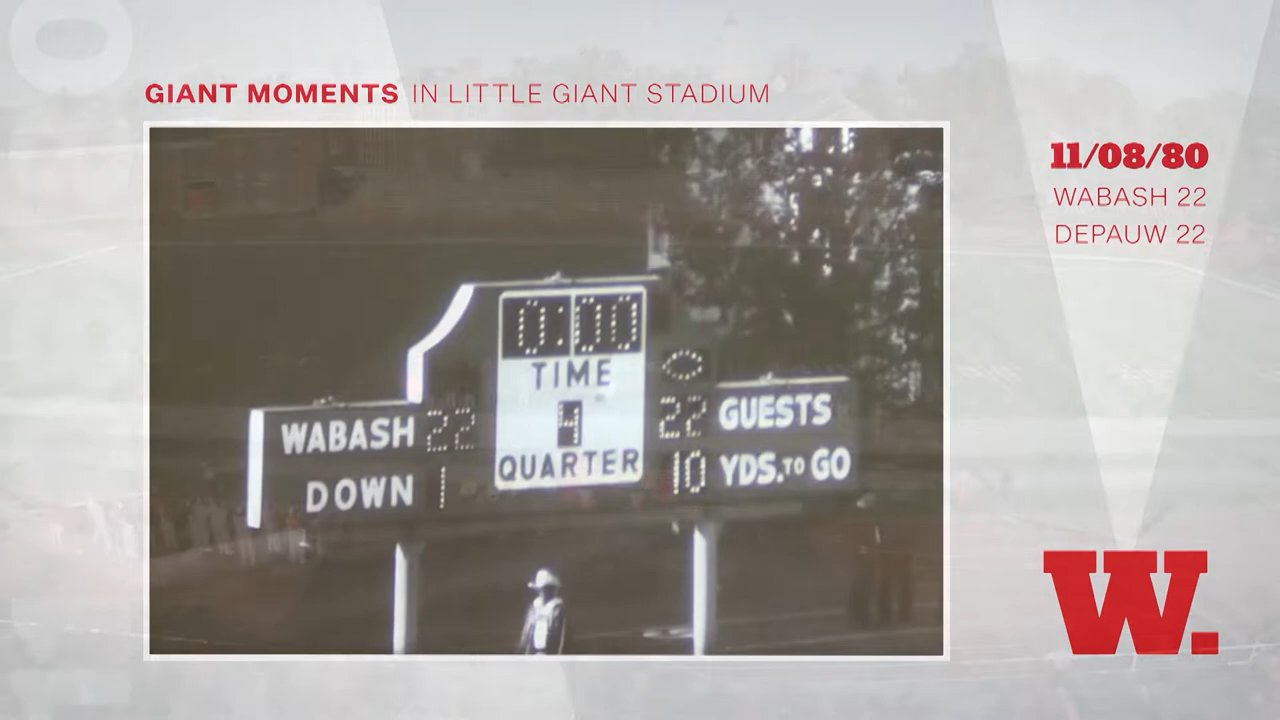 GIANT MOMENTS IN LITTLE GIANT STADIUM
11/08/80
WABASH 22
DEPAUW 22
0:00
TIME
4
QUARTER
WABASH 22
DOWN 1
22 GUESTS
10 YDS. TO GO
W.